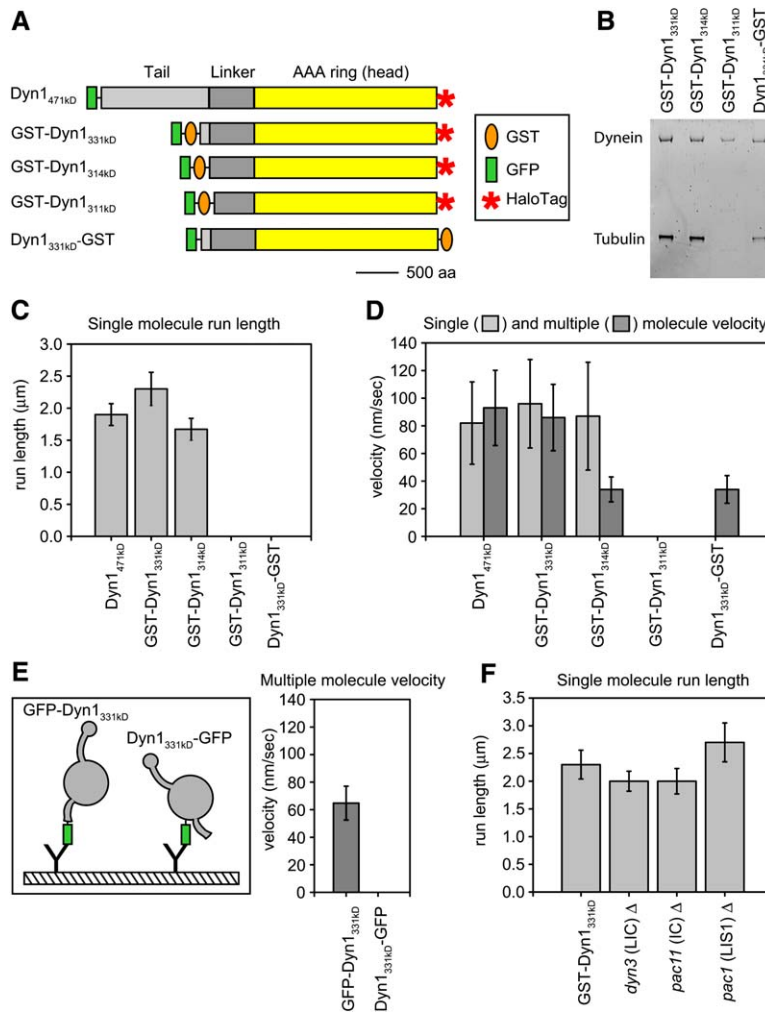 A
Tail Linker AAA ring (head)
Dyn1471kD
GST-Dyn1331kD
GST-Dyn1314kD
GST-Dyn1311kD
Dyn1331kD-GST
GST
GFP
HaloTag
500 aa
B
GST-Dyn1331kD
GST-Dyn1314kD
GST-Dyn1311kD
Dyn1331kD-GST
Dynein
Tubulin
C
Single molecule run length
run length (μm)
3.0
2.5
2.0
1.5
1.0
0.5
0.0
Dyn1471kD
GST-Dyn1331kD
GST-Dyn1314kD
GST-Dyn1311kD
Dyn1331kD-GST
D
Single ( ) and multiple ( ) molecule velocity
velocity (nm/sec)
140
120
100
80
60
40
20
0
Dyn1471kD
GST-Dyn1331kD
GST-Dyn1314kD
GST-Dyn1311kD
Dyn1331kD-GST
E
GFP-Dyn1331kD
Dyn1331kD-GFP
Multiple molecule velocity
velocity (nm/sec)
140
120
100
80
60
40
20
0
GFP-Dyn1331kD
Dyn1331kD-GFP
F
Single molecule run length
run length (μm)
3.5
3.0
2.5
2.0
1.5
1.0
0.5
0.0
GST-Dyn1331kD
dyn3 (LIC) Δ
pac11 (IC) Δ
pac1 (LIS1) Δ